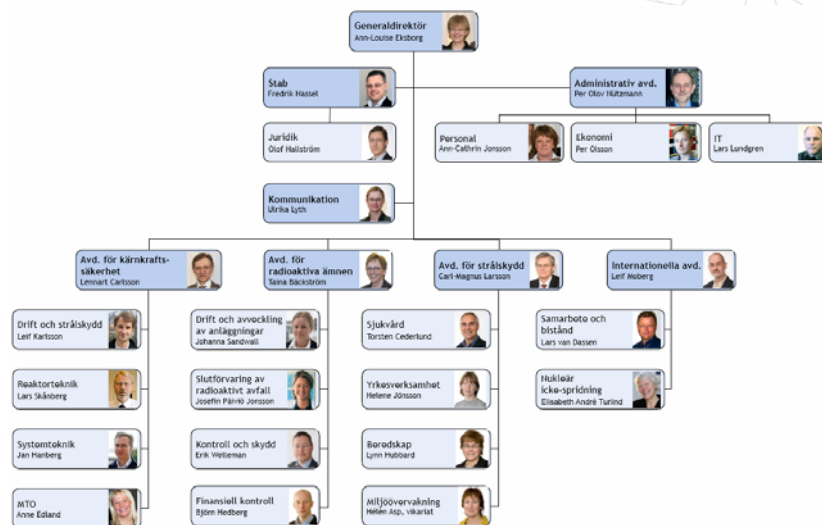 Generaldirektör
Ann-Louise Eksborg
Stab
Fredrik Hassel
Administrativ avd.
Per Olov Hützmann
Juridik
Olof Hallström
Personal
Ann-Cathrin Jonsson
Ekonomi
Per Olsson
IT
Lars Lundgren
Kommunikation
Ulrika Lyth
Avd. för kärnkrafts-
säkerhet
Lennart Carlsson
Avd. för
radioaktiva ämnen
Taina Bäckström
Avd. för strålskydd
Carl-Magnus Larsson
Internationella avd.
Leif Moberg
Drift och strålskydd
Leif Karlsson
Drift och avveckling
av anläggningar
Johanna Sandwall
Sjukvård
Torsten Cederlund
Samarbete och
bistånd
Lars van Dassen
Reaktorteknik
Lars Skånberg
Slutförvaring av
radioaktivt avfall
Josefin Päiviö Jonsson
Yrkesverksamhet
Helene Jönsson
Nukleär
icke-spridning
Elisabeth André Turlind
Systemteknik
Jan Hanberg
Kontroll och skydd
Erik Welleman
Beredskap
Lynn Hubbard
MTO
Anne Edland
Finansiell kontroll
Björn Hedberg
Miljöövervakning
Helén Asp, vikariat